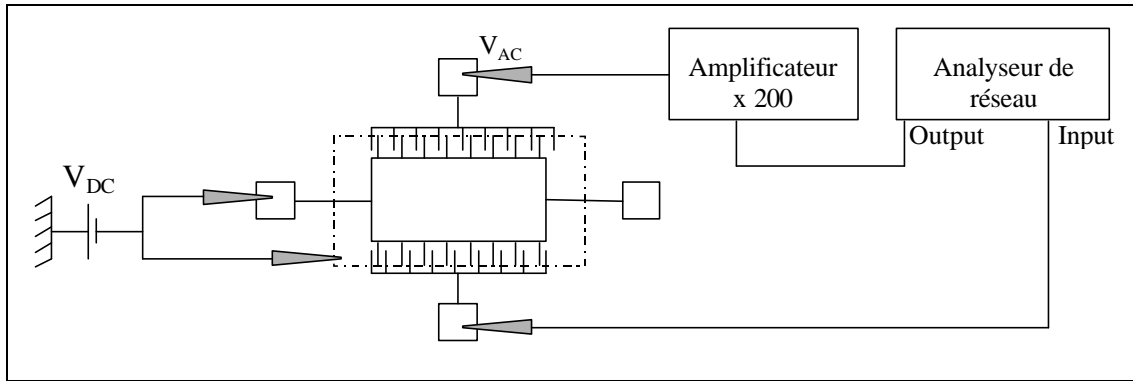 V_AC
Amplificateur
x 200
Analyseur de
réseau
Output
Input
V_DC